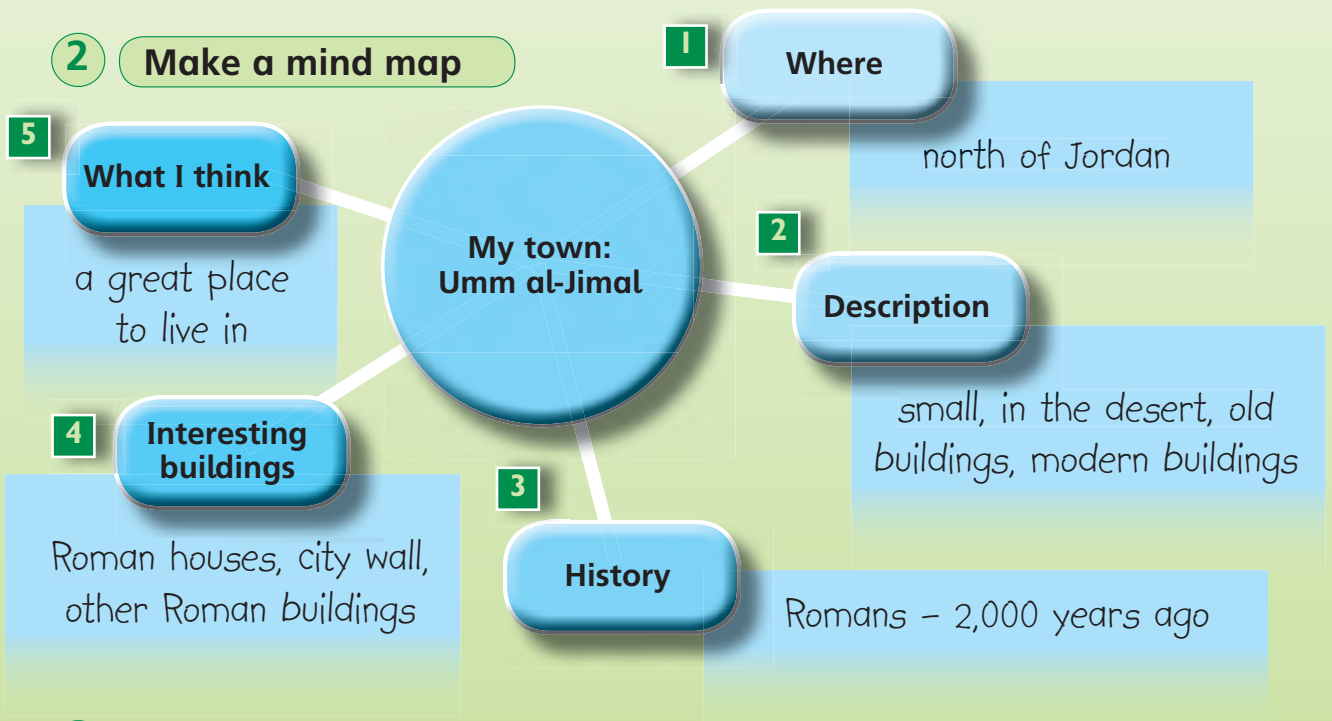 2 Make a mind map
1
Where
north of Jordan
My town:
Umm al-Jimal
2
Description
small, in the desert, old
buildings, modern buildings
3
History
Romans – 2,000 years ago
4
Interesting
buildings
Roman houses, city wall,
other Roman buildings
5
What I think
a great place
to live in